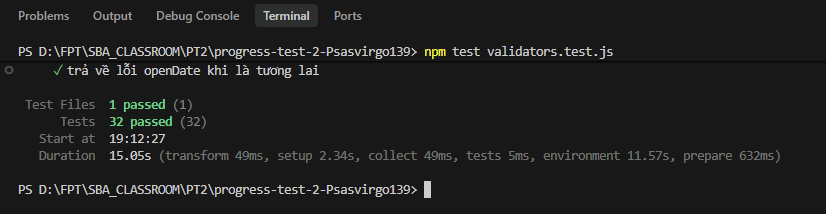 Problems Output Debug Console Terminal Ports
PS D:\FPT\SBA_CLASSROOM\PT2\progress-test-2-Psasvirgo139> npm test validators.test.js
✓ trả về lỗi openDate khi là tương lai
Test Files 1 passed (1)
Tests 32 passed (32)
Start at 19:12:27
Duration 15.05s (transform 49ms, setup 2.34s, collect 49ms, tests 5ms, environment 11.57s, prepare 632ms)
PS D:\FPT\SBA_CLASSROOM\PT2\progress-test-2-Psasvirgo139>